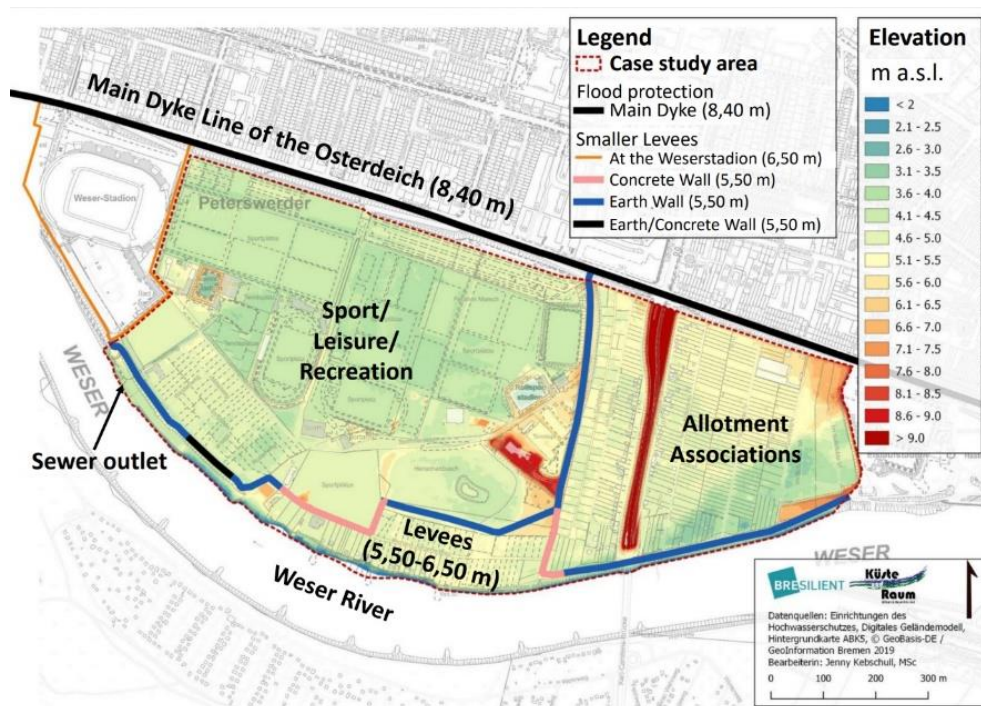 Legend
Case study area
Flood protection
Main Dyke (8,40 m)
Smaller Levees
At the Weserstadion (6,50 m)
Concrete Wall (5,50 m)
Earth Wall (5,50 m)
Earth/Concrete Wall (5,50 m)
Elevation
m a.s.l.
< 2
2.1 - 2.5
2.6 - 3.0
3.1 - 3.5
3.6 - 4.0
4.1 - 4.5
4.6 - 5.0
5.1 - 5.5
5.6 - 6.0
6.1 - 6.5
6.6 - 7.0
7.1 - 7.5
7.6 - 8.0
8.1 - 8.5
8.6 - 9.0
> 9.0
Main Dyke Line of the Osterdeich (8,40 m)
Weser-Stadion
Peterswerder
Sport/
Leisure/
Recreation
Allotment
Associations
WESER
Sewer outlet
Levees
(5,50-6,50 m)
Weser River
WESER
BRESILIENT
Küste
Raum
Datenquellen: Einrichtungen des
Hochwasserschutzes, Digitales Geländemodell,
Hintergrundkarte ABK5, © GeoBasis-DE /
GeoInformation Bremen 2019
Bearbeiterin: Jenny Kebschull, MSc
0 100 200 300 m